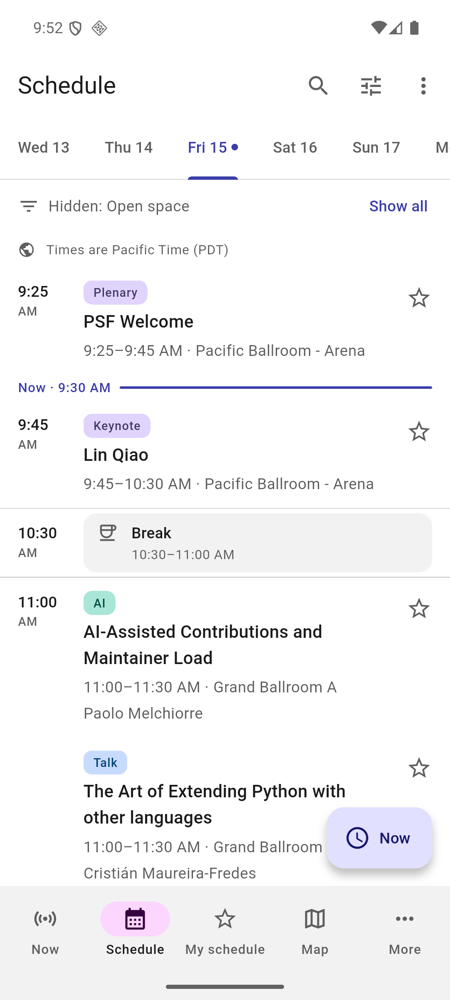 9:52
Schedule
Wed 13 Thu 14 Fri 15 Sat 16 Sun 17 M
Hidden: Open space Show all
Times are Pacific Time (PDT)
9:25 Plenary
AM
PSF Welcome
9:25–9:45 AM · Pacific Ballroom - Arena
Now · 9:30 AM
9:45 Keynote
AM
Lin Qiao
9:45–10:30 AM · Pacific Ballroom - Arena
10:30 Break
AM 10:30–11:00 AM
11:00 AI
AM
AI-Assisted Contributions and
Maintainer Load
11:00–11:30 AM · Grand Ballroom A
Paolo Melchiorre
Talk
The Art of Extending Python with
other languages
11:00–11:30 AM · Grand Ballroom
Now
Cristián Maureira-Fredes
Now Schedule My schedule Map More